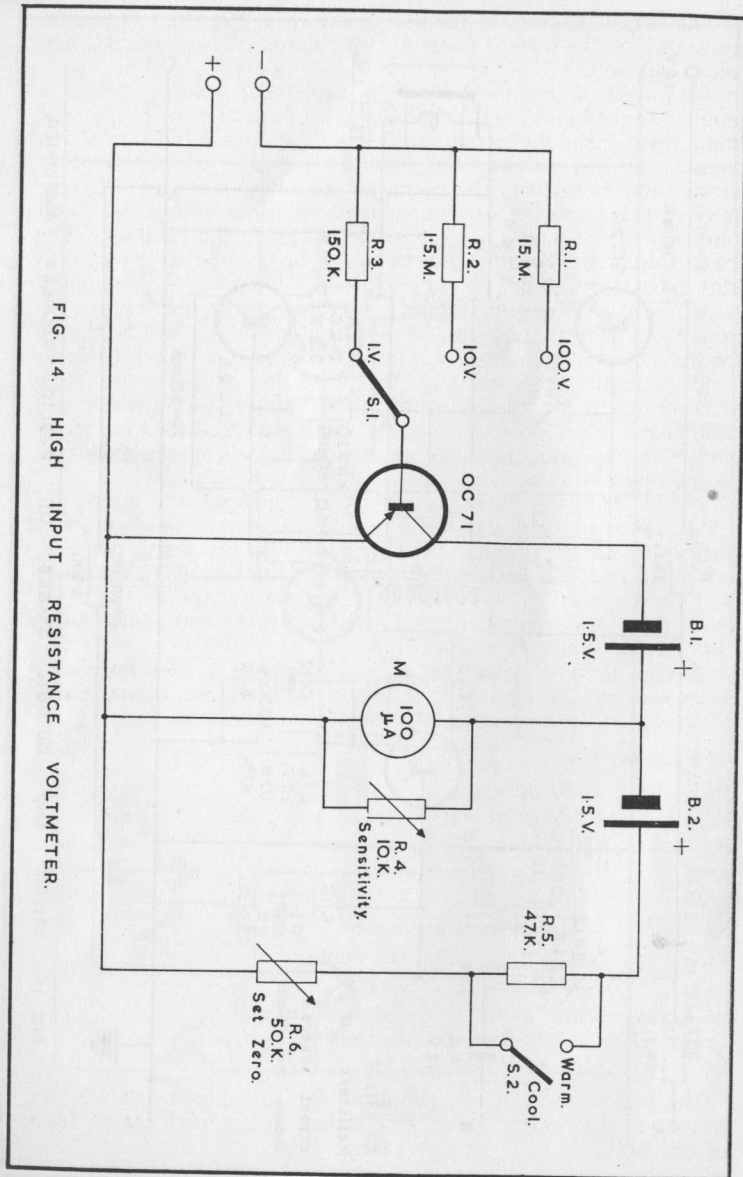 +
−
R.1.
15.M.
100.V.
R.2.
1·5.M.
10.V.
R.3.
150.K.
1.V.
S.1.
OC 71
B.1.
+
1·5.V.
B.2.
+
1·5.V.
M
100
μA
R.4.
10.K.
Sensitivity.
R.5.
47.K.
Warm.
Cool.
S.2.
R.6.
50.K.
Set Zero.
FIG. 4. HIGH INPUT RESISTANCE VOLTMETER.